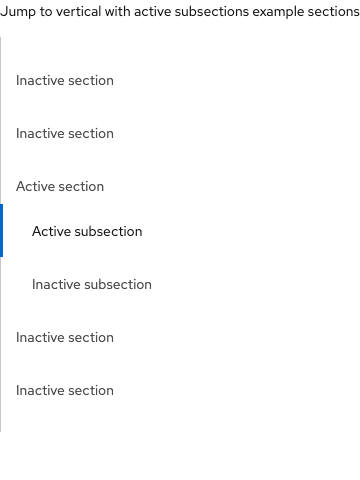 Jump to vertical with active subsections example sections
Inactive section
Inactive section
Active section
Active subsection
Inactive subsection
Inactive section
Inactive section